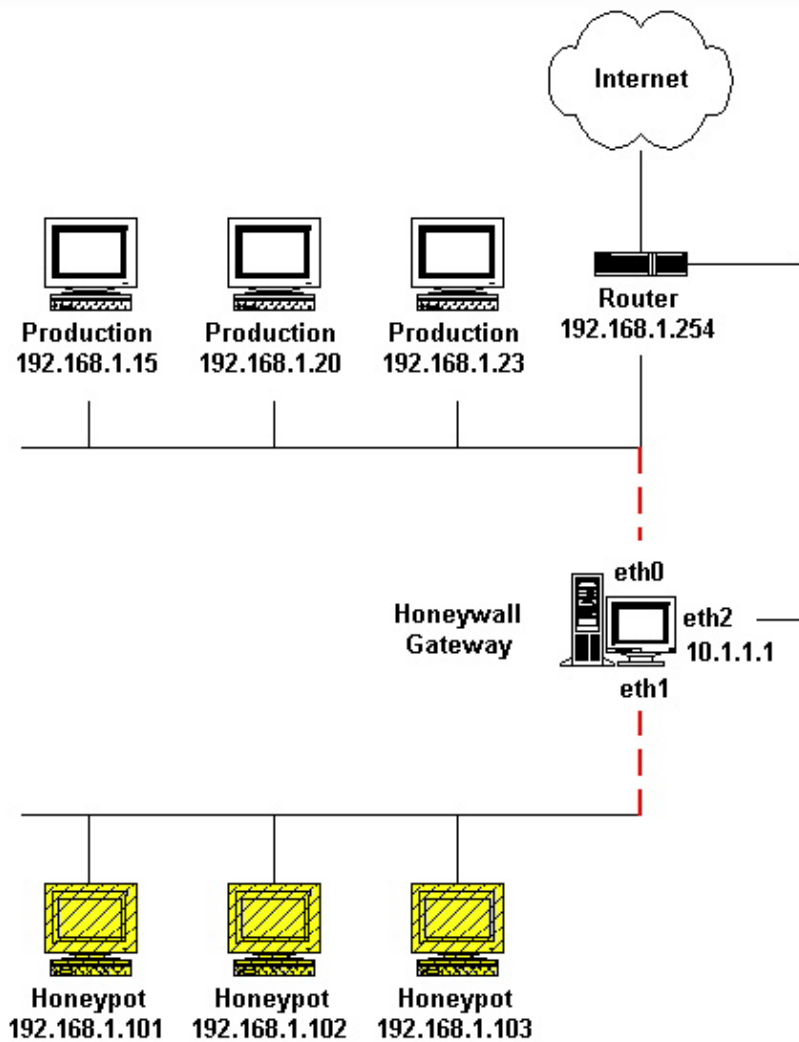 Internet
Production
192.168.1.15
Production
192.168.1.20
Production
192.168.1.23
Router
192.168.1.254
Honeywall
Gateway
eth0
eth2
10.1.1.1
eth1
Honeypot
192.168.1.101
Honeypot
192.168.1.102
Honeypot
192.168.1.103